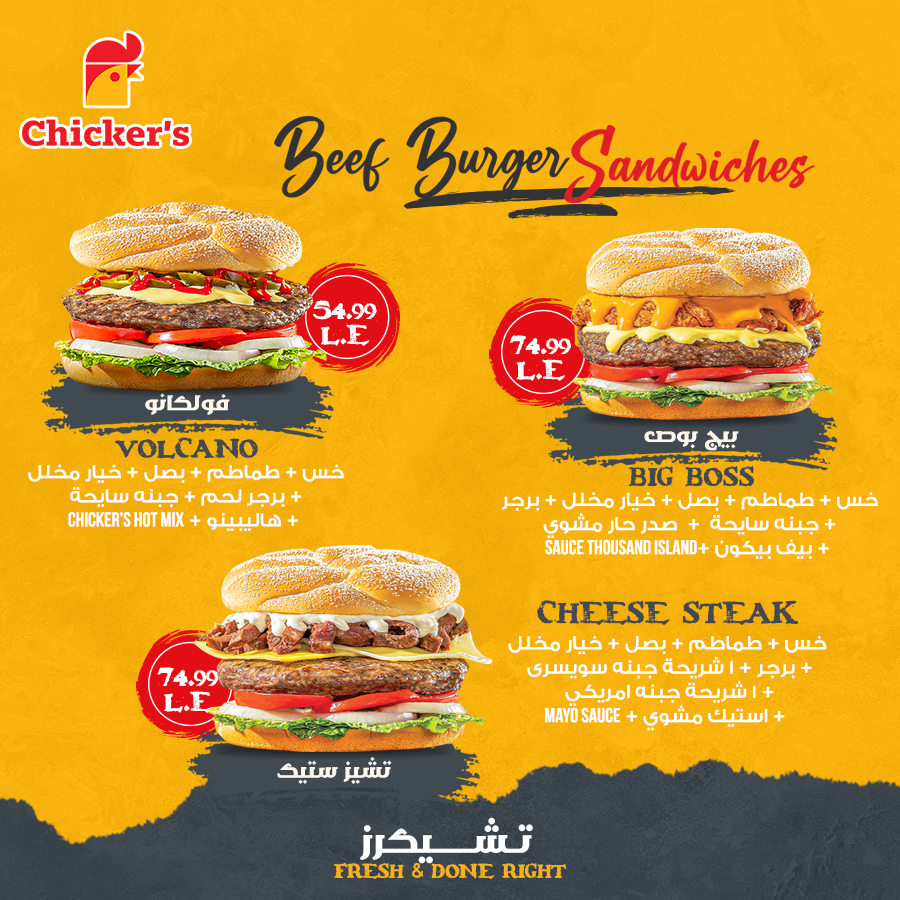 Chicker's
Beef Burger Sandwiches
54.99
L.E
فولكانو
VOLCANO
خس + طماطم + بصل + خيار مخلل
+ برجر لحم + جبنه سايحة
+ هاليبينو + CHICKER'S HOT MIX
74.99
L.E
بيج بوص
BIG BOSS
خس + طماطم + بصل + خيار مخلل + برجر
+ جبنه سايحة + صدر حار مشوي
+ بيف بيكون +SAUCE THOUSAND ISLAND
74.99
L.E
تشيز ستيك
CHEESE STEAK
خس + طماطم + بصل + خيار مخلل
+ برجر + ١ شريحة جبنه سويسرى
+ ١ شريحة جبنه امريكي
+ استيك مشوي + MAYO SAUCE
تشيكرز
FRESH & DONE RIGHT